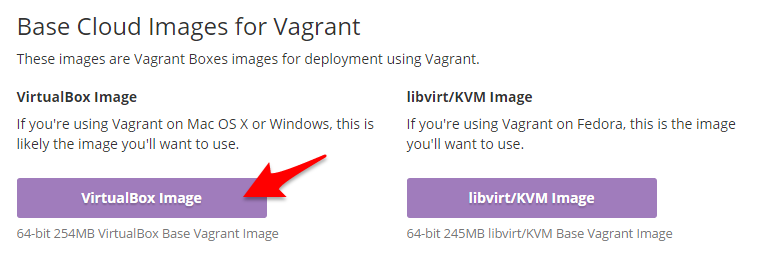 Base Cloud Images for Vagrant
These images are Vagrant Boxes images for deployment using Vagrant.
VirtualBox Image
If you're using Vagrant on Mac OS X or Windows, this is
likely the image you'll want to use.
VirtualBox Image
64-bit 254MB VirtualBox Base Vagrant Image
libvirt/KVM Image
If you're using Vagrant on Fedora, this is the image
you'll want to use.
libvirt/KVM Image
64-bit 245MB libvirt/KVM Base Vagrant Image